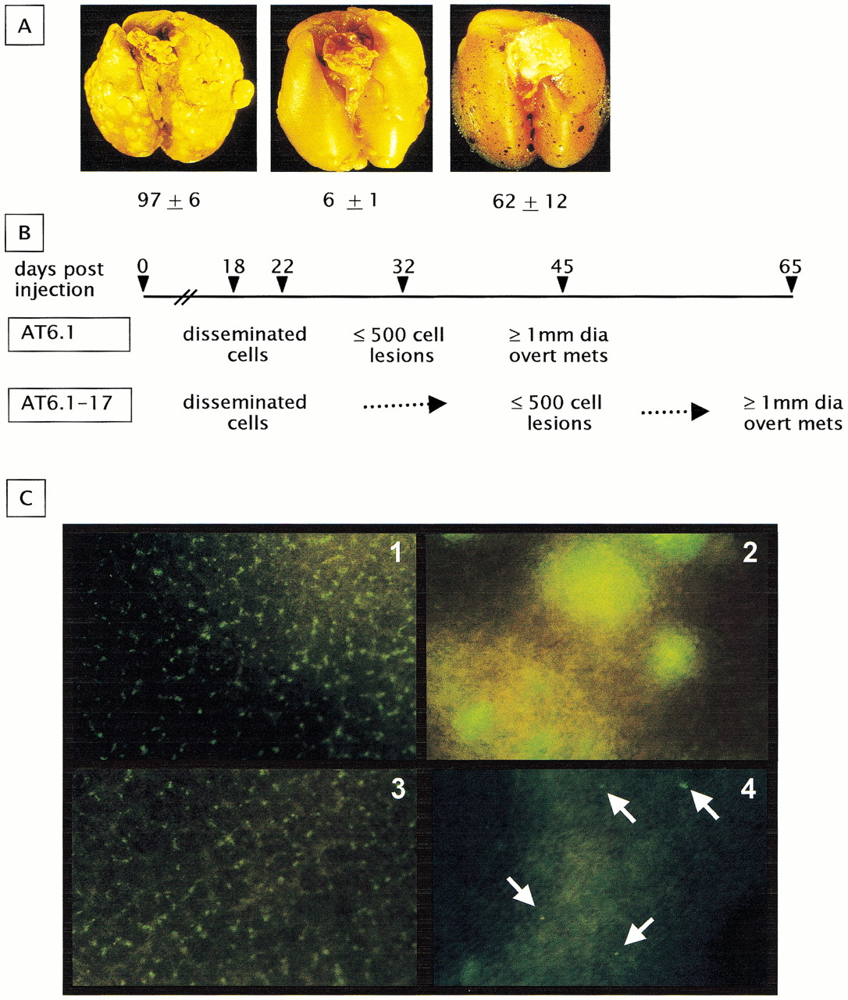 A
97 ± 6
6 ± 1
62 ± 12
B
days post
injection
0
18
22
32
45
65
AT6.1
disseminated
cells
≤ 500 cell
lesions
≥ 1mm dia
overt mets
AT6.1-17
disseminated
cells
≤ 500 cell
lesions
≥ 1mm dia
overt mets
C
1
2
3
4